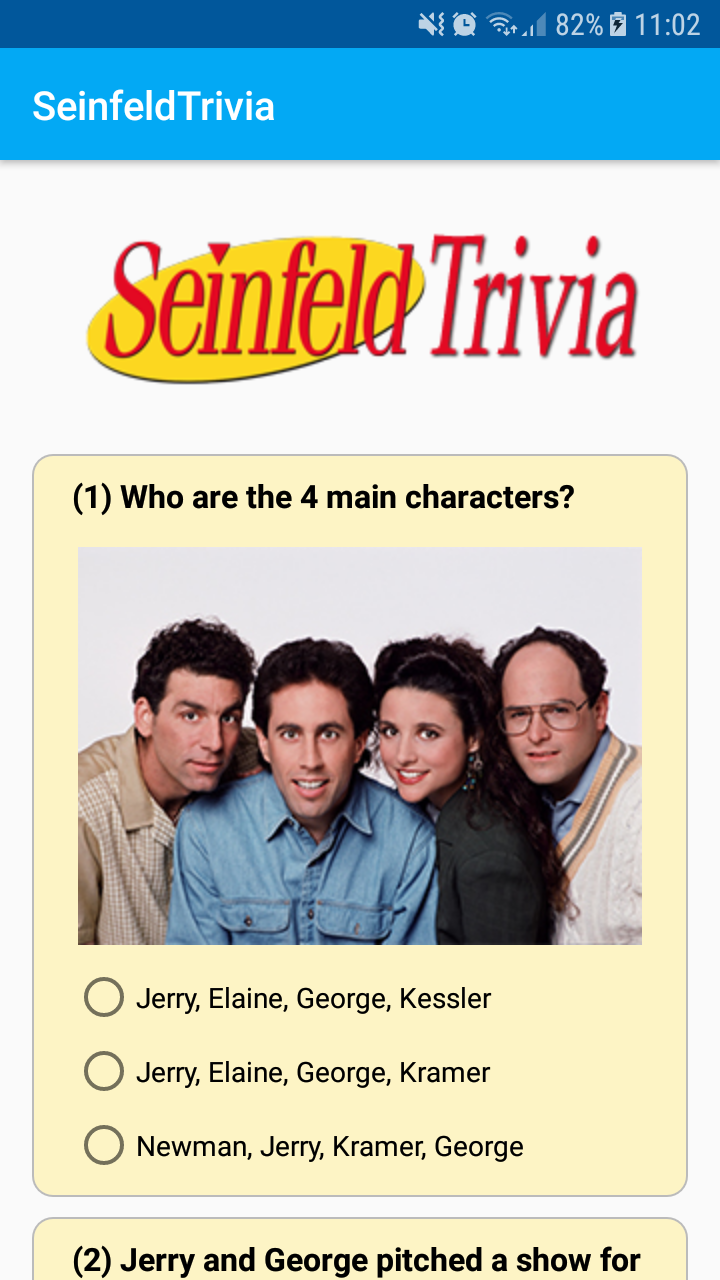 82% 11:02
SeinfeldTrivia
Seinfeld Trivia
(1) Who are the 4 main characters?
Jerry, Elaine, George, Kessler
Jerry, Elaine, George, Kramer
Newman, Jerry, Kramer, George
(2) Jerry and George pitched a show for